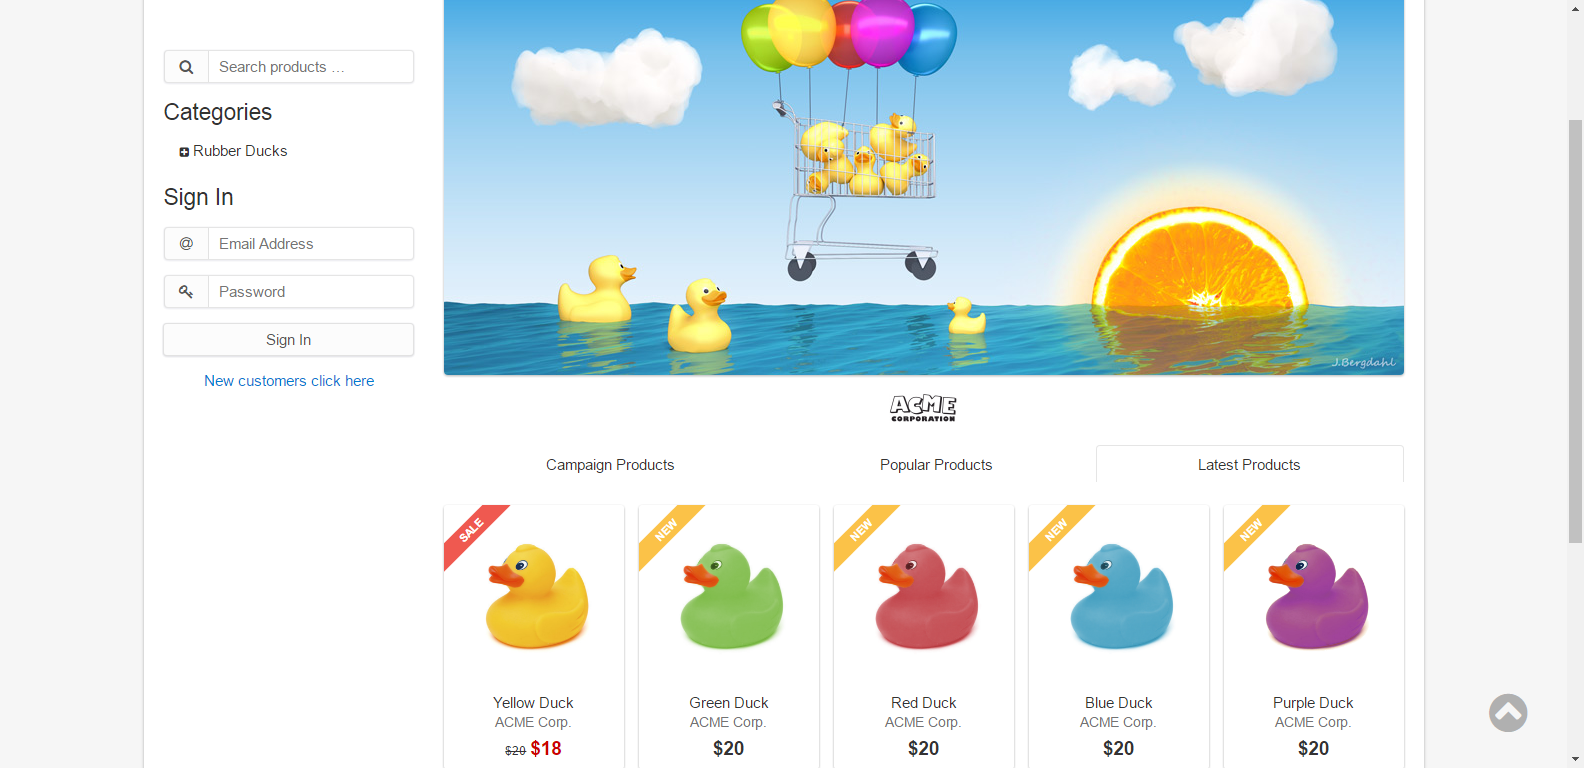 Search products …
Categories
Rubber Ducks
Sign In
@ Email Address
Password
Sign In
New customers click here
J.Bergdahl
ACME
CORPORATION
Campaign Products
Popular Products
Latest Products
SALE
Yellow Duck
ACME Corp.
$20 $18
NEW
Green Duck
ACME Corp.
$20
NEW
Red Duck
ACME Corp.
$20
NEW
Blue Duck
ACME Corp.
$20
NEW
Purple Duck
ACME Corp.
$20